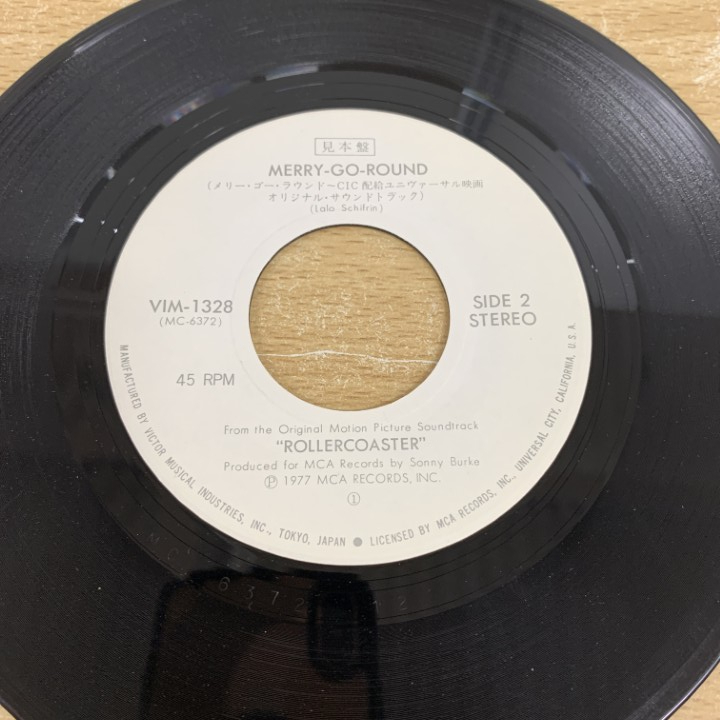 見本盤
MERRY-GO-ROUND
(メリー・ゴー・ラウンド~CIC配給ユニヴァーサル映画
オリジナル・サウンドトラック)
(Lalo Schifrin)
VIM-1328
(MC-6372)
SIDE 2
STEREO
45 RPM
From the Original Motion Picture Soundtrack
"ROLLERCOASTER"
Produced for MCA Records by Sonny Burke
Ⓟ 1977 MCA RECORDS, INC.
①
MANUFACTURED BY VICTOR MUSICAL INDUSTRIES, INC., TOKYO, JAPAN ● LICENSED BY MCA RECORDS, INC., UNIVERSAL CITY, CALIFORNIA, U.S.A.
6372